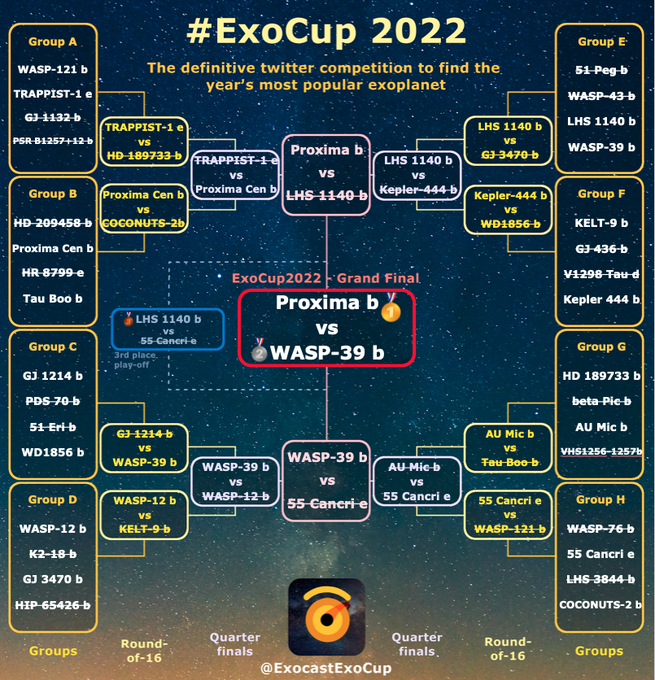 #ExoCup 2022
The definitive twitter competition to find the
year's most popular exoplanet
Group A
WASP-121 b
TRAPPIST-1 e
GJ 1132 b
PSR B1257+12 b
Group B
HD 209458 b
Proxima Cen b
HR 8799 e
Tau Boo b
Group C
GJ 1214 b
PDS 70 b
51 Eri b
WD1856 b
Group D
WASP-12 b
K2-18 b
GJ 3470 b
HIP 65426 b
Groups
TRAPPIST-1 e
vs
HD 189733 b
Proxima Cen b
vs
COCONUTS-2b
GJ 1214 b
vs
WASP-39 b
WASP-12 b
vs
KELT-9 b
Round-
of-16
TRAPPIST-1 e
vs
Proxima Cen b
WASP-39 b
vs
WASP-12 b
Quarter
finals
Proxima b
vs
LHS 1140 b
ExoCup2022 - Grand Final
Proxima b
1
vs
2
WASP-39 b
LHS 1140 b
vs
55 Cancri e
3rd place
play-off
WASP-39 b
vs
55 Cancri e
@ExocastExoCup
LHS 1140 b
vs
Kepler-444 b
AU Mic b
vs
55 Cancri e
Quarter
finals
LHS 1140 b
vs
GJ 3470 b
Kepler-444 b
vs
WD1856 b
AU Mic b
vs
Tau Boo b
55 Cancri e
vs
WASP-121 b
Round-
of-16
Group E
51 Peg b
WASP-43 b
LHS 1140 b
WASP-39 b
Group F
KELT-9 b
GJ 436 b
V1298 Tau d
Kepler 444 b
Group G
HD 189733 b
beta Pic b
AU Mic b
VHS1256-1257b
Group H
WASP-76 b
55 Cancri e
LHS 3844 b
COCONUTS-2 b
Groups